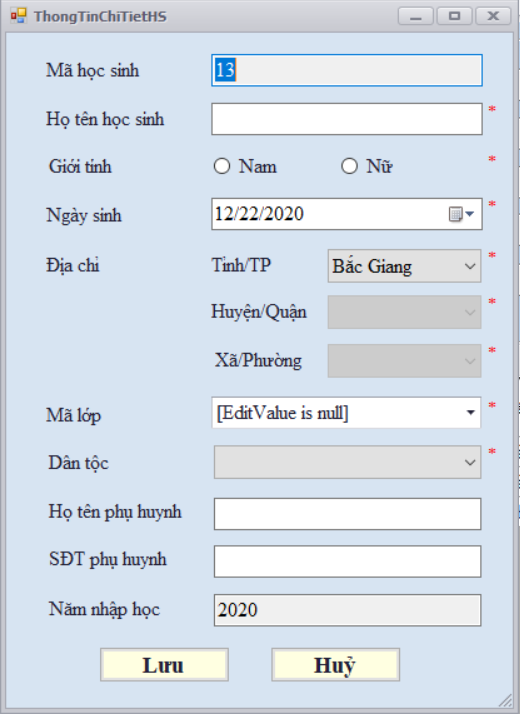 ThongTinChiTietHS
Mã học sinh 13
Họ tên học sinh *
Giới tính Nam Nữ *
Ngày sinh 12/22/2020 *
Địa chỉ Tỉnh/TP Bắc Giang *
Huyện/Quận *
Xã/Phường *
Mã lớp [EditValue is null] *
Dân tộc *
Họ tên phụ huynh
SĐT phụ huynh
Năm nhập học 2020
Lưu Huỷ